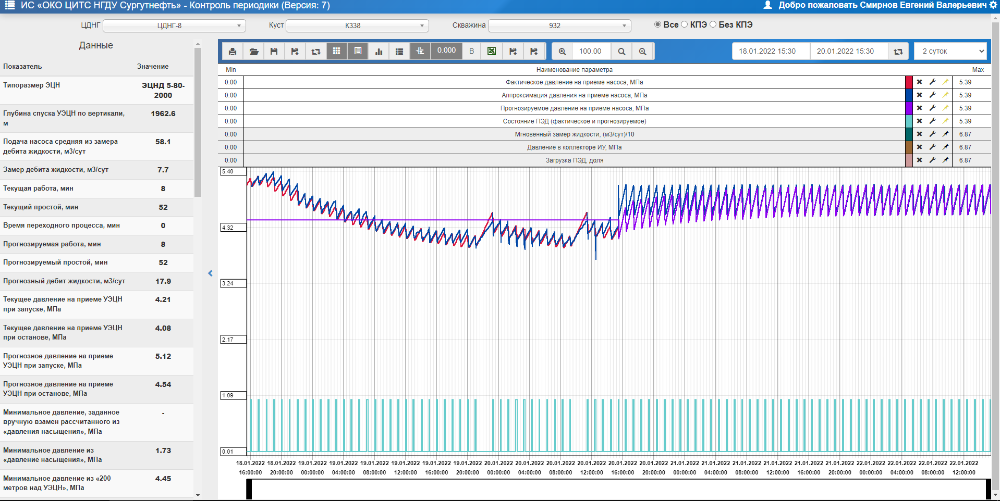 ИС «ОКО ЦИТС НГДУ Сургутнефть» - Контроль периодики (Версия: 7)
Добро пожаловать Смирнов Евгений Валерьевич
ЦДНГ ЦДНГ-8 Куст К338 Скважина 932 Все КПЭ Без КПЭ
Данные
Показатель Значение
Типоразмер ЭЦН ЭЦНД 5-80-
2000
Глубина спуска УЭЦН по вертикали, 1962.6
м
Подача насоса средняя из замера 58.1
дебита жидкости, м3/сут
Замер дебита жидкости, м3/сут 7.7
Текущая работа, мин 8
Текущий простой, мин 52
Время переходного процесса, мин 0
Прогнозируемая работа, мин 8
Прогнозируемый простой, мин 52
Прогнозный дебит жидкости, м3/сут 17.9
Текущее давление на приеме УЭЦН 4.21
при запуске, МПа
Текущее давление на приеме УЭЦН 4.08
при останове, МПа
Прогнозное давление на приеме 5.12
УЭЦН при запуске, МПа
Прогнозное давление на приеме 4.54
УЭЦН при останове, МПа
Минимальное давление, заданное -
вручную взамен рассчитанного из
«давления насыщения», МПа
Минимальное давление из 1.73
«давление насыщения», МПа
Минимальное давление из «200 4.45
метров над УЭЦН», МПа
0.000 B 100.00 18.01.2022 15:30 20.01.2022 15:30 2 суток
Min Наименование параметра Max
0.00 Фактическое давление на приеме насоса, МПа 5.39
0.00 Аппроксимация давления на приеме насоса, МПа 5.39
0.00 Прогнозируемое давление на приеме насоса, МПа 5.39
0.00 Состояние ПЭД (фактическое и прогнозируемое) 5.39
0.00 Мгновенный замер жидкости, (м3/сут)/10 6.87
0.00 Давление в коллекторе ИУ, МПа 6.87
0.00 Загрузка ПЭД, доля 6.87
5.40
4.32
3.24
2.17
1.09
0.01
18.01.2022 18.01.2022 19.01.2022 19.01.2022 19.01.2022 19.01.2022 19.01.2022 19.01.2022 20.01.2022 20.01.2022 20.01.2022 20.01.2022 20.01.2022 20.01.2022 21.01.2022 21.01.2022 21.01.2022 21.01.2022 21.01.2022 21.01.2022 22.01.2022 22.01.2022 22.01.2022 22.01.2022
16:00:00 20:00:00 00:00:00 04:00:00 08:00:00 12:00:00 16:00:00 20:00:00 00:00:00 04:00:00 08:00:00 12:00:00 16:00:00 20:00:00 00:00:00 04:00:00 08:00:00 12:00:00 16:00:00 20:00:00 00:00:00 04:00:00 08:00:00 12:00:00